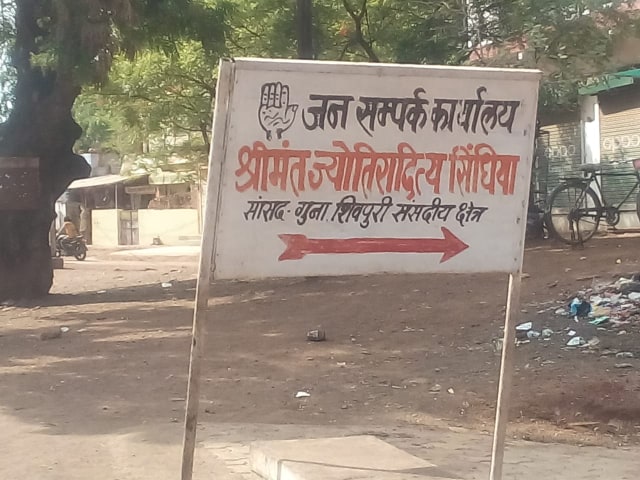 जन सम्पर्क कार्यालय
श्रीमंत ज्योतिरादित्य सिंघिया
सांसद - गुना, शिवपुरी संसदीय क्षेत्र